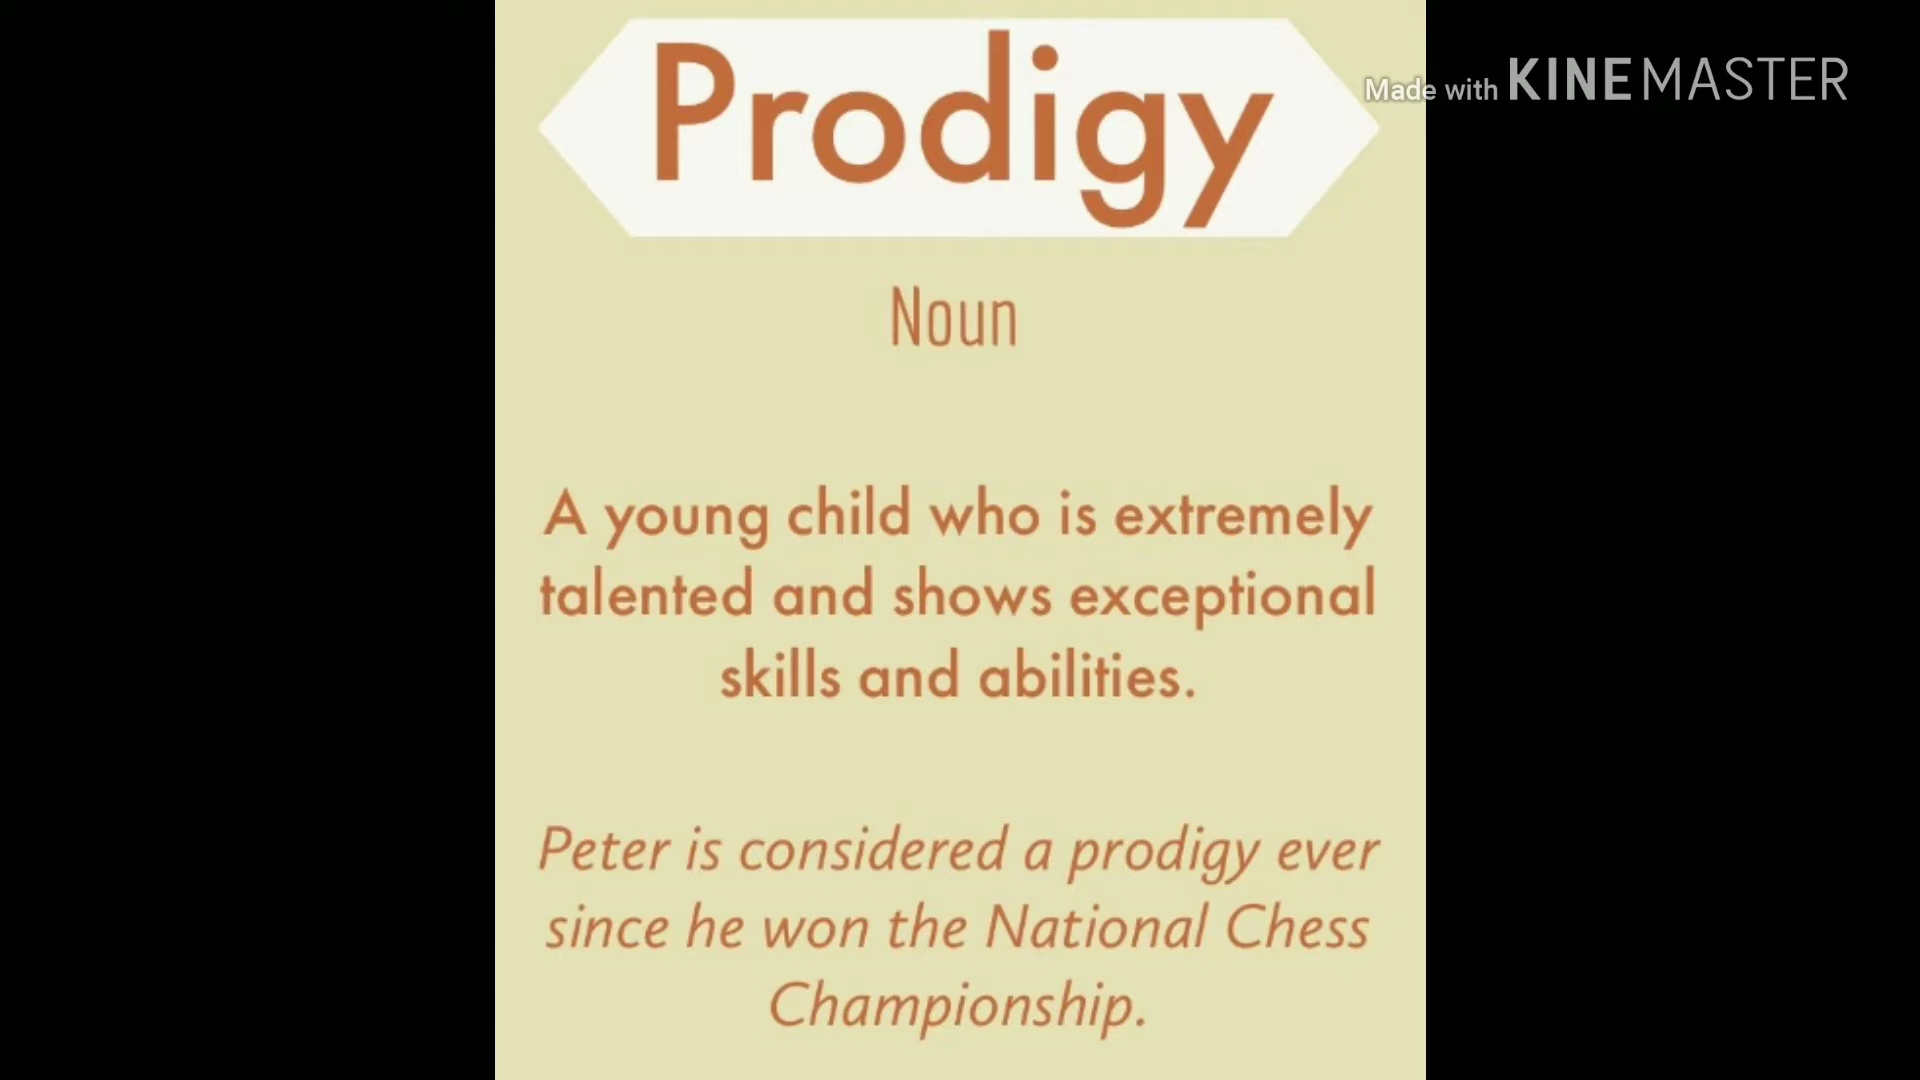 Prodigy
Made with KINEMASTER
Noun
A young child who is extremely
talented and shows exceptional
skills and abilities.
Peter is considered a prodigy ever
since he won the National Chess
Championship.